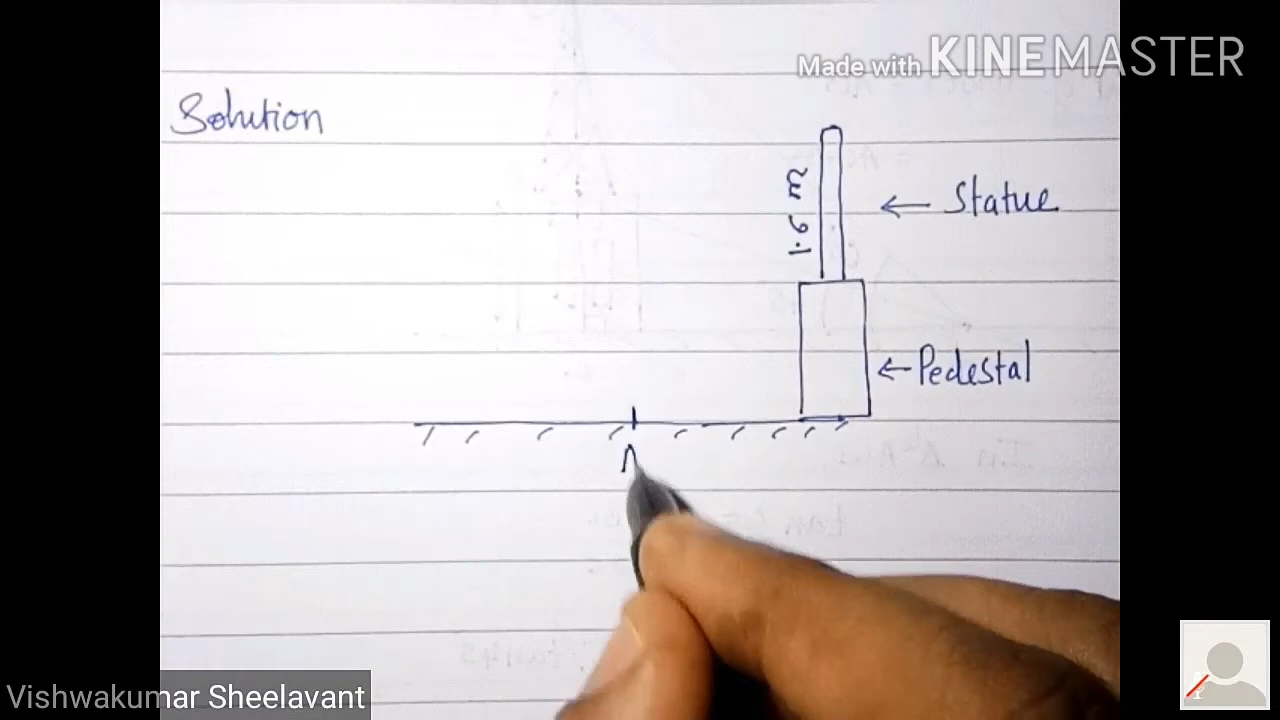 Made with KINEMASTER
Solution
1.6 m
← Statue
← Pedestal
A
Vishwakumar Sheelavant